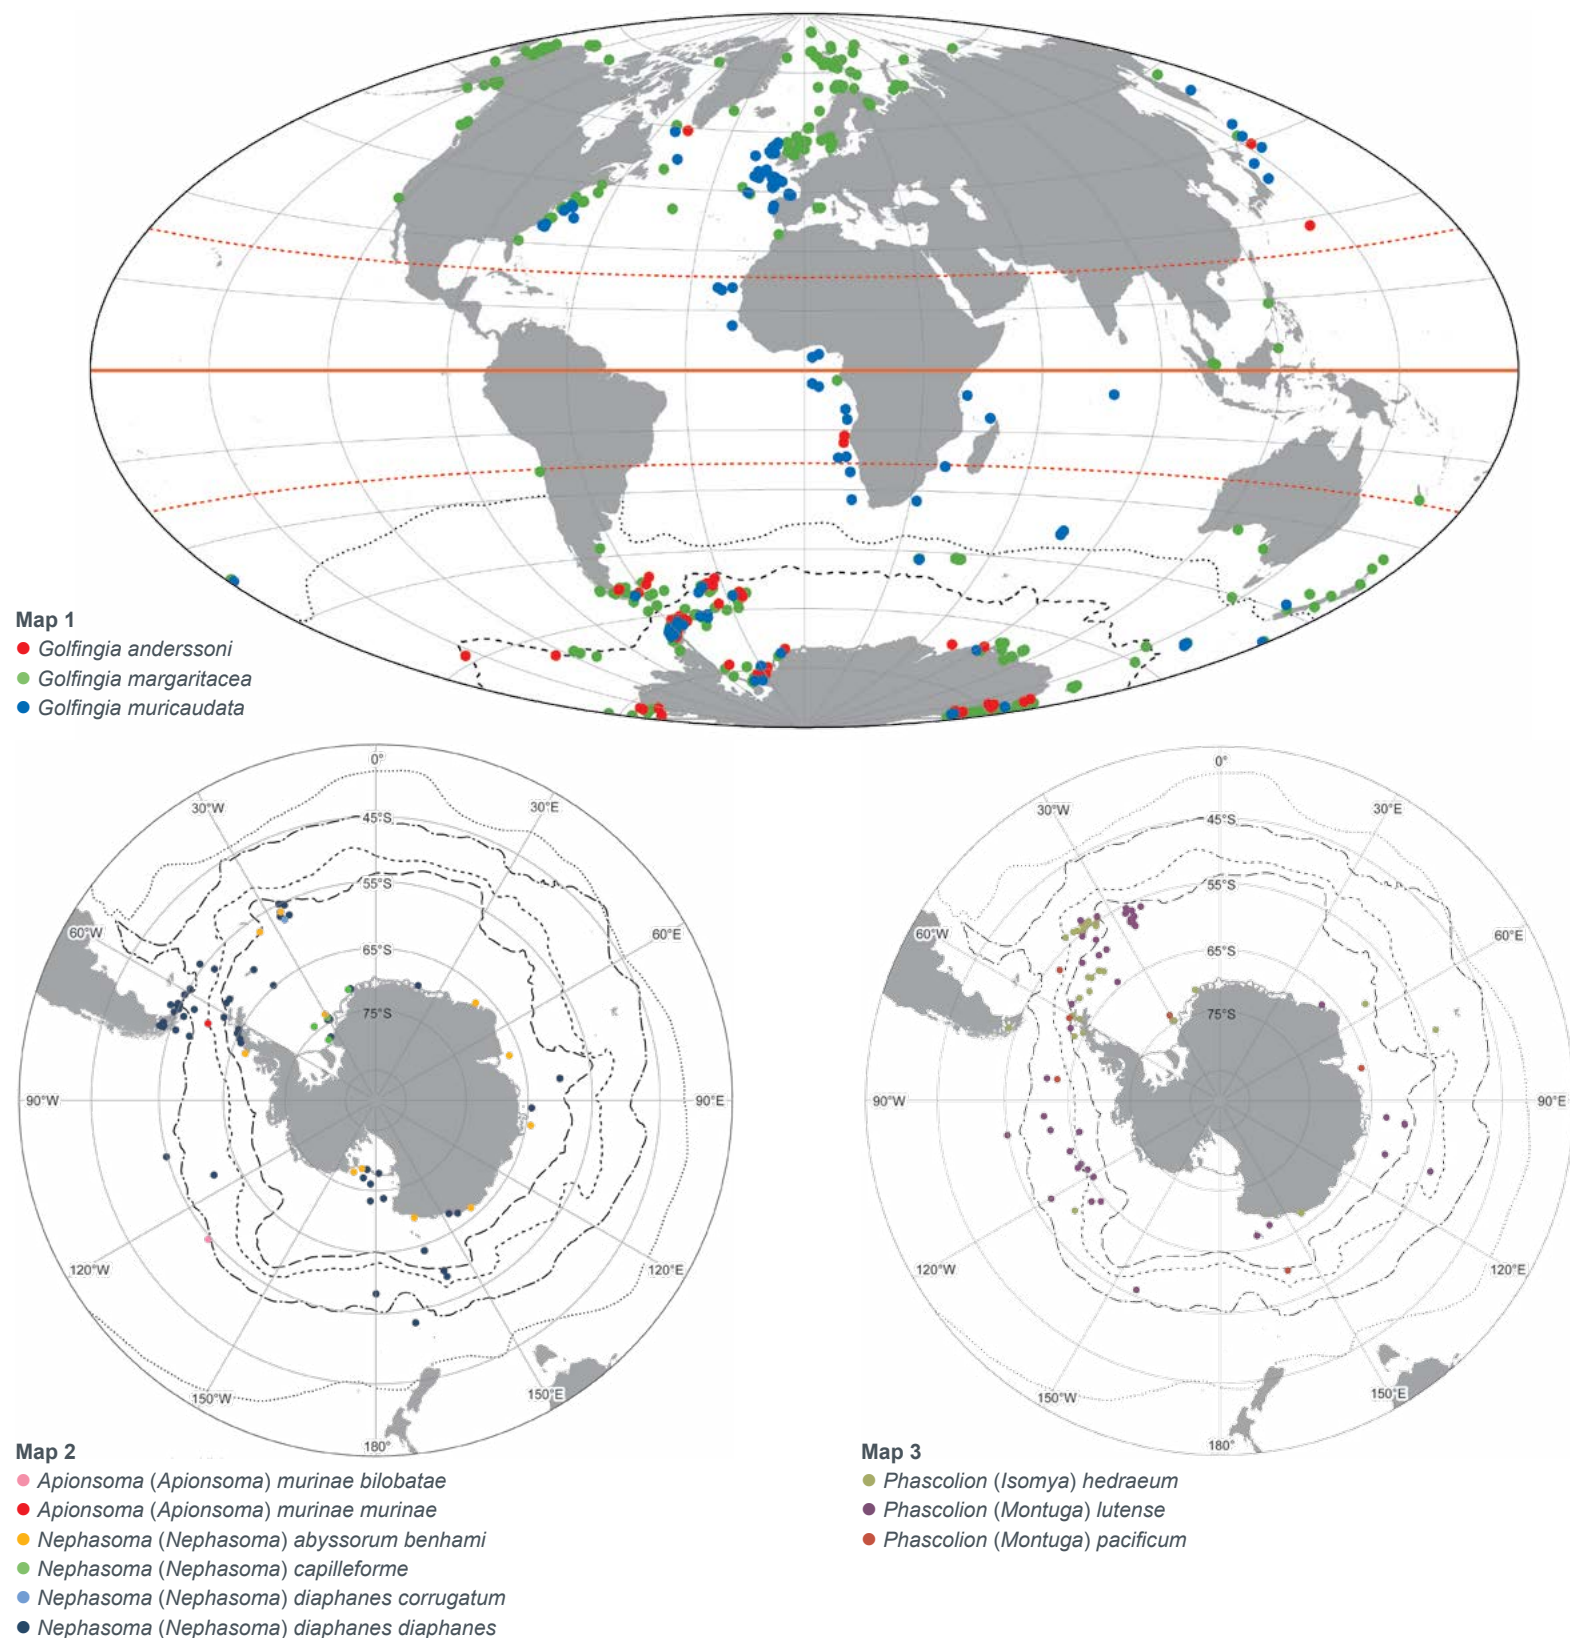 Map 1
Golfingia anderssoni
Golfingia margaritacea
Golfingia muricaudata
0°
30°W
30°E
45°S
55°S
60°W
60°E
65°S
75°S
90°W
90°E
120°W
120°E
150°W
150°E
180°
0°
30°W
30°E
45°S
55°S
60°W
60°E
65°S
75°S
90°W
90°E
120°W
120°E
150°W
150°E
180°
Map 2
Apionsoma (Apionsoma) murinae bilobatae
Apionsoma (Apionsoma) murinae murinae
Nephasoma (Nephasoma) abyssorum benhami
Nephasoma (Nephasoma) capilleforme
Nephasoma (Nephasoma) diaphanes corrugatum
Nephasoma (Nephasoma) diaphanes diaphanes
Map 3
Phascolion (Isomya) hedraeum
Phascolion (Montuga) lutense
Phascolion (Montuga) pacificum